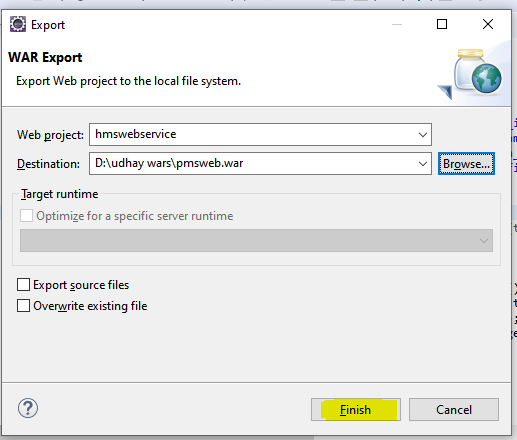 Export
WAR Export
Export Web project to the local file system.
Web project: hmswebservice
Destination: D:\udhay wars\pmsweb.war Browse...
Target runtime
Optimize for a specific server runtime
Export source files
Overwrite existing file
? Finish Cancel